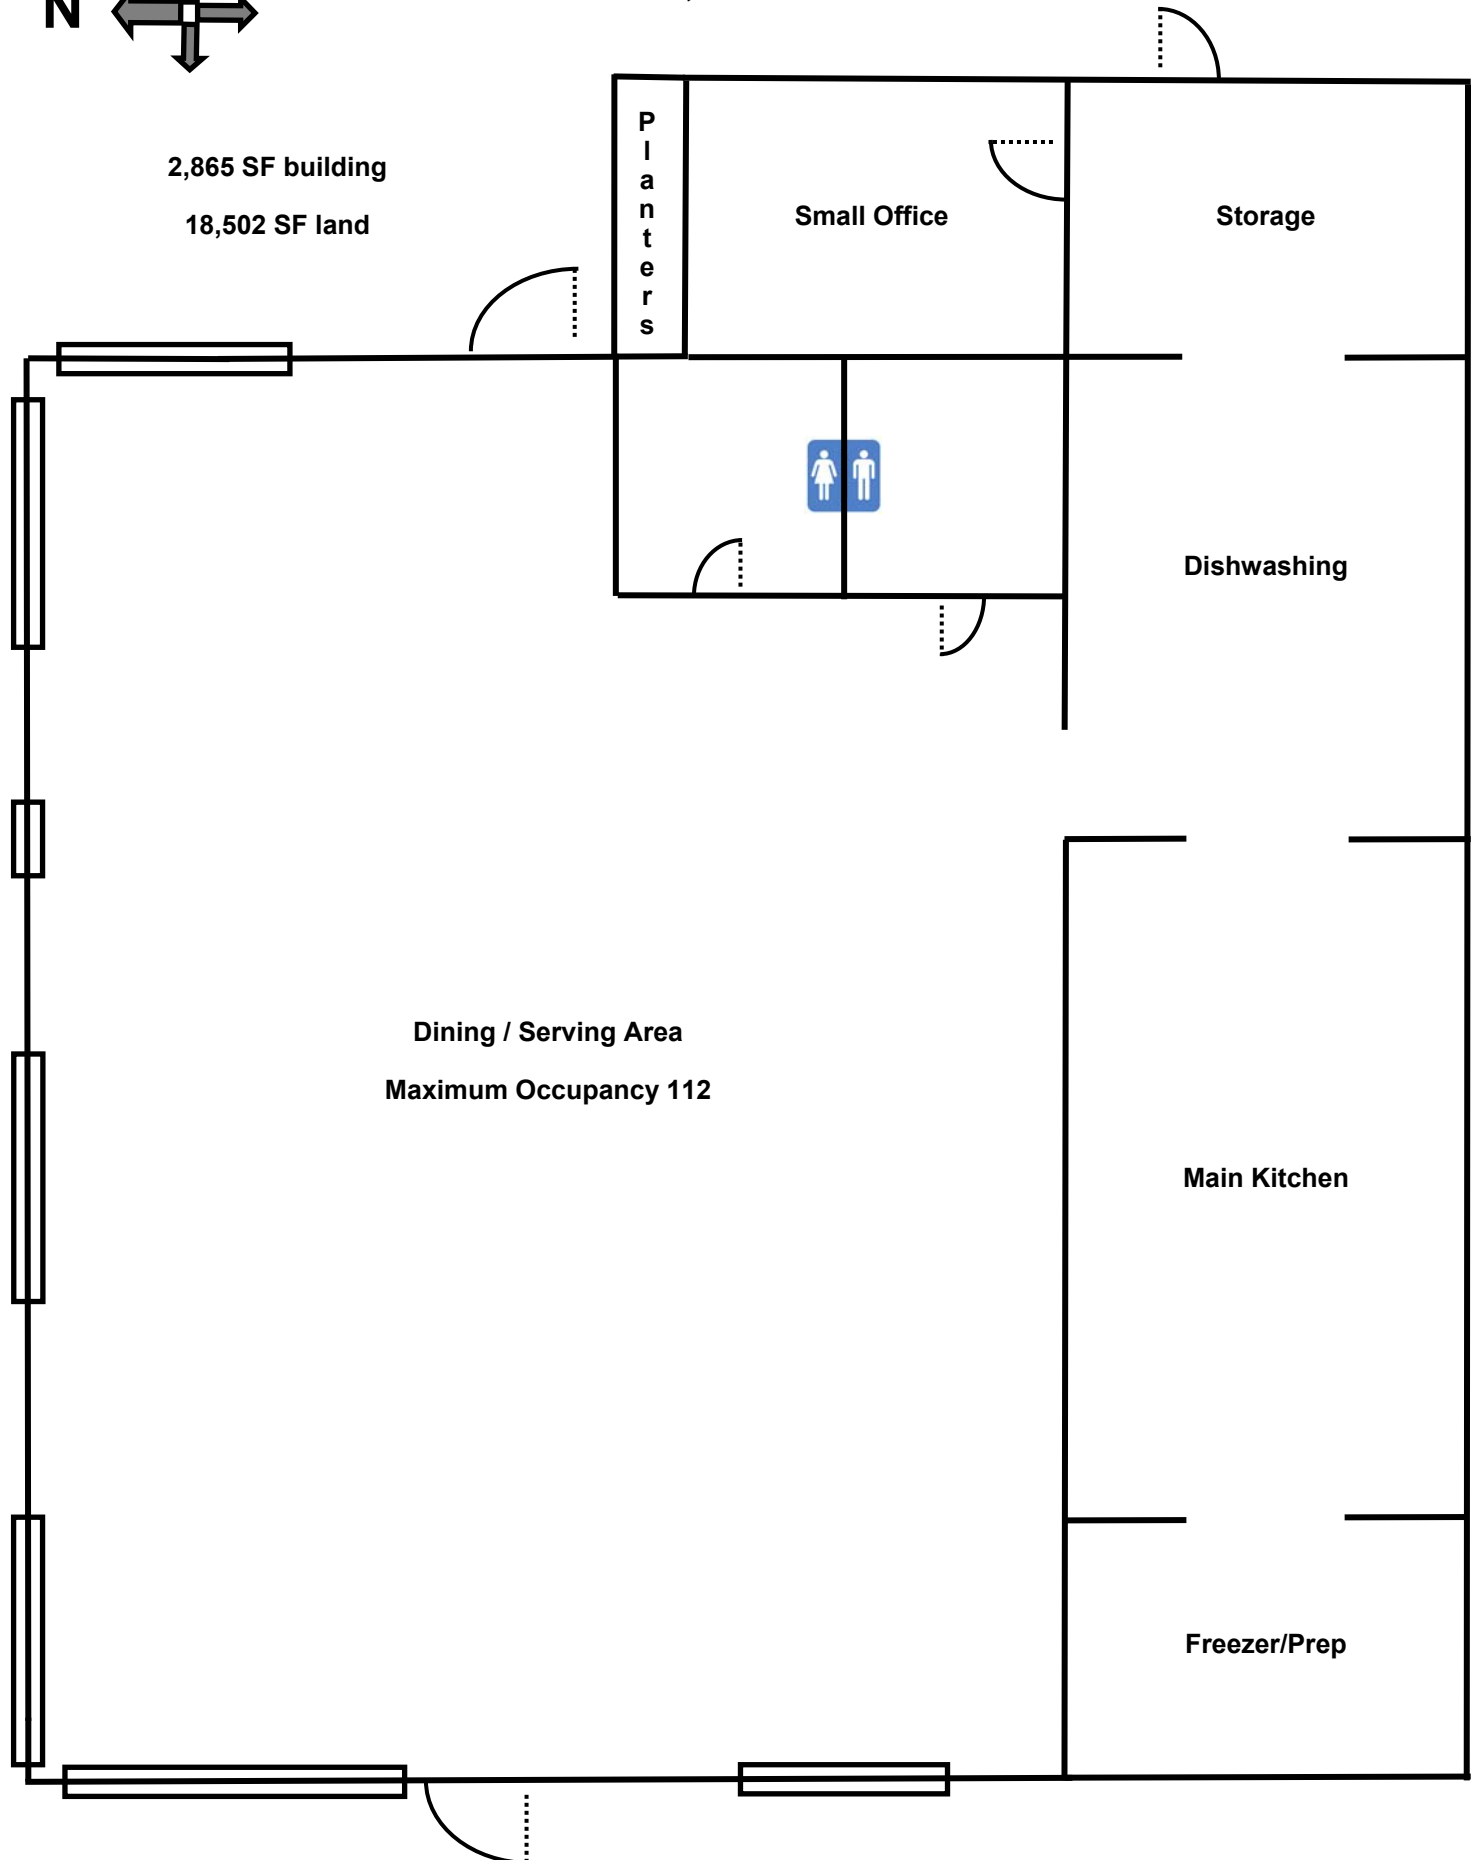 N
2,865 SF building
18,502 SF land
Planters
Small Office
Storage
Dishwashing
Dining / Serving Area
Maximum Occupancy 112
Main Kitchen
Freezer/Prep